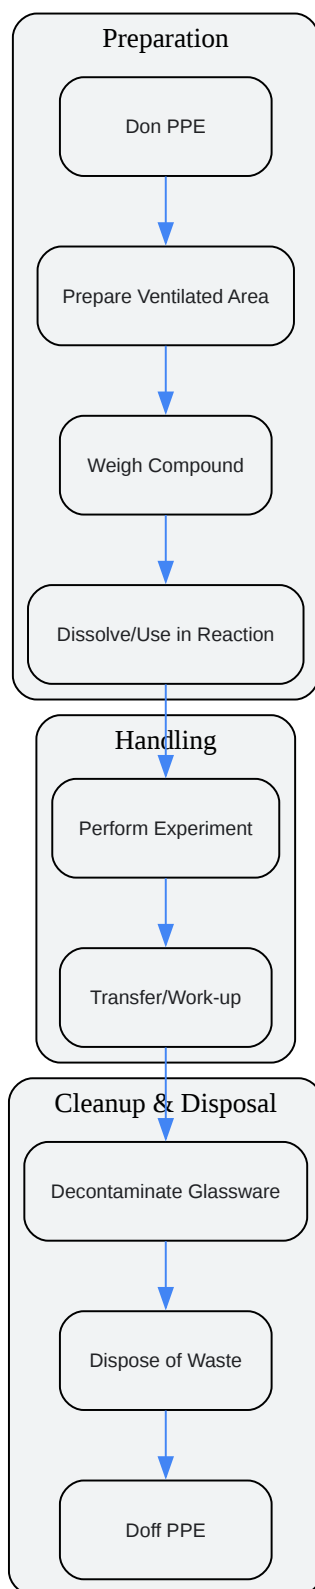 Preparation
Don PPE
Prepare Ventilated Area
Weigh Compound
Dissolve/Use in Reaction
Handling
Perform Experiment
Transfer/Work-up
Cleanup & Disposal
Decontaminate Glassware
Dispose of Waste
Doff PPE